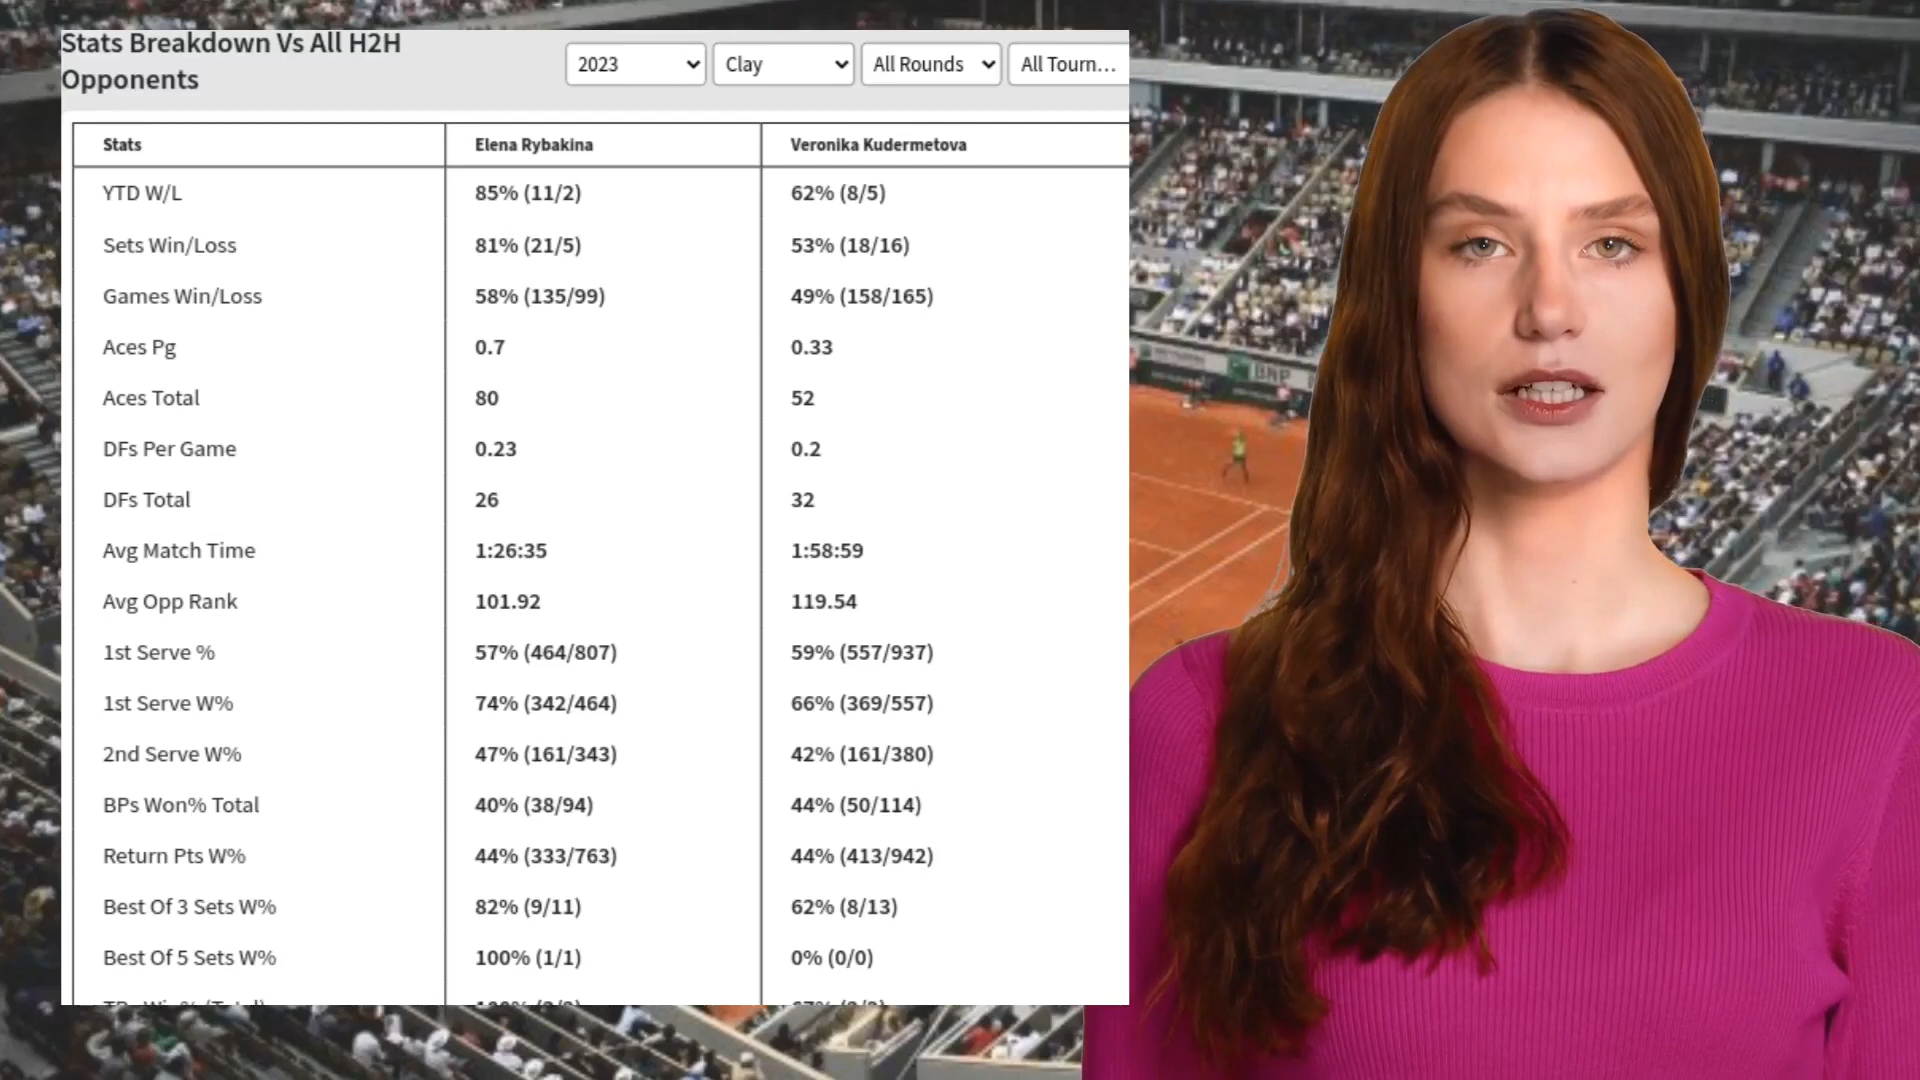 Stats Breakdown Vs All H2H
Opponents
2023
Clay
All Rounds
All Tourn...
Stats Elena Rybakina Veronika Kudermetova
YTD W/L 85% (11/2) 62% (8/5)
Sets Win/Loss 81% (21/5) 53% (18/16)
Games Win/Loss 58% (135/99) 49% (158/165)
Aces Pg 0.7 0.33
Aces Total 80 52
DFs Per Game 0.23 0.2
DFs Total 26 32
Avg Match Time 1:26:35 1:58:59
Avg Opp Rank 101.92 119.54
1st Serve % 57% (464/807) 59% (557/937)
1st Serve W% 74% (342/464) 66% (369/557)
2nd Serve W% 47% (161/343) 42% (161/380)
BPs Won% Total 40% (38/94) 44% (50/114)
Return Pts W% 44% (333/763) 44% (413/942)
Best Of 3 Sets W% 82% (9/11) 62% (8/13)
Best Of 5 Sets W% 100% (1/1) 0% (0/0)
BNP